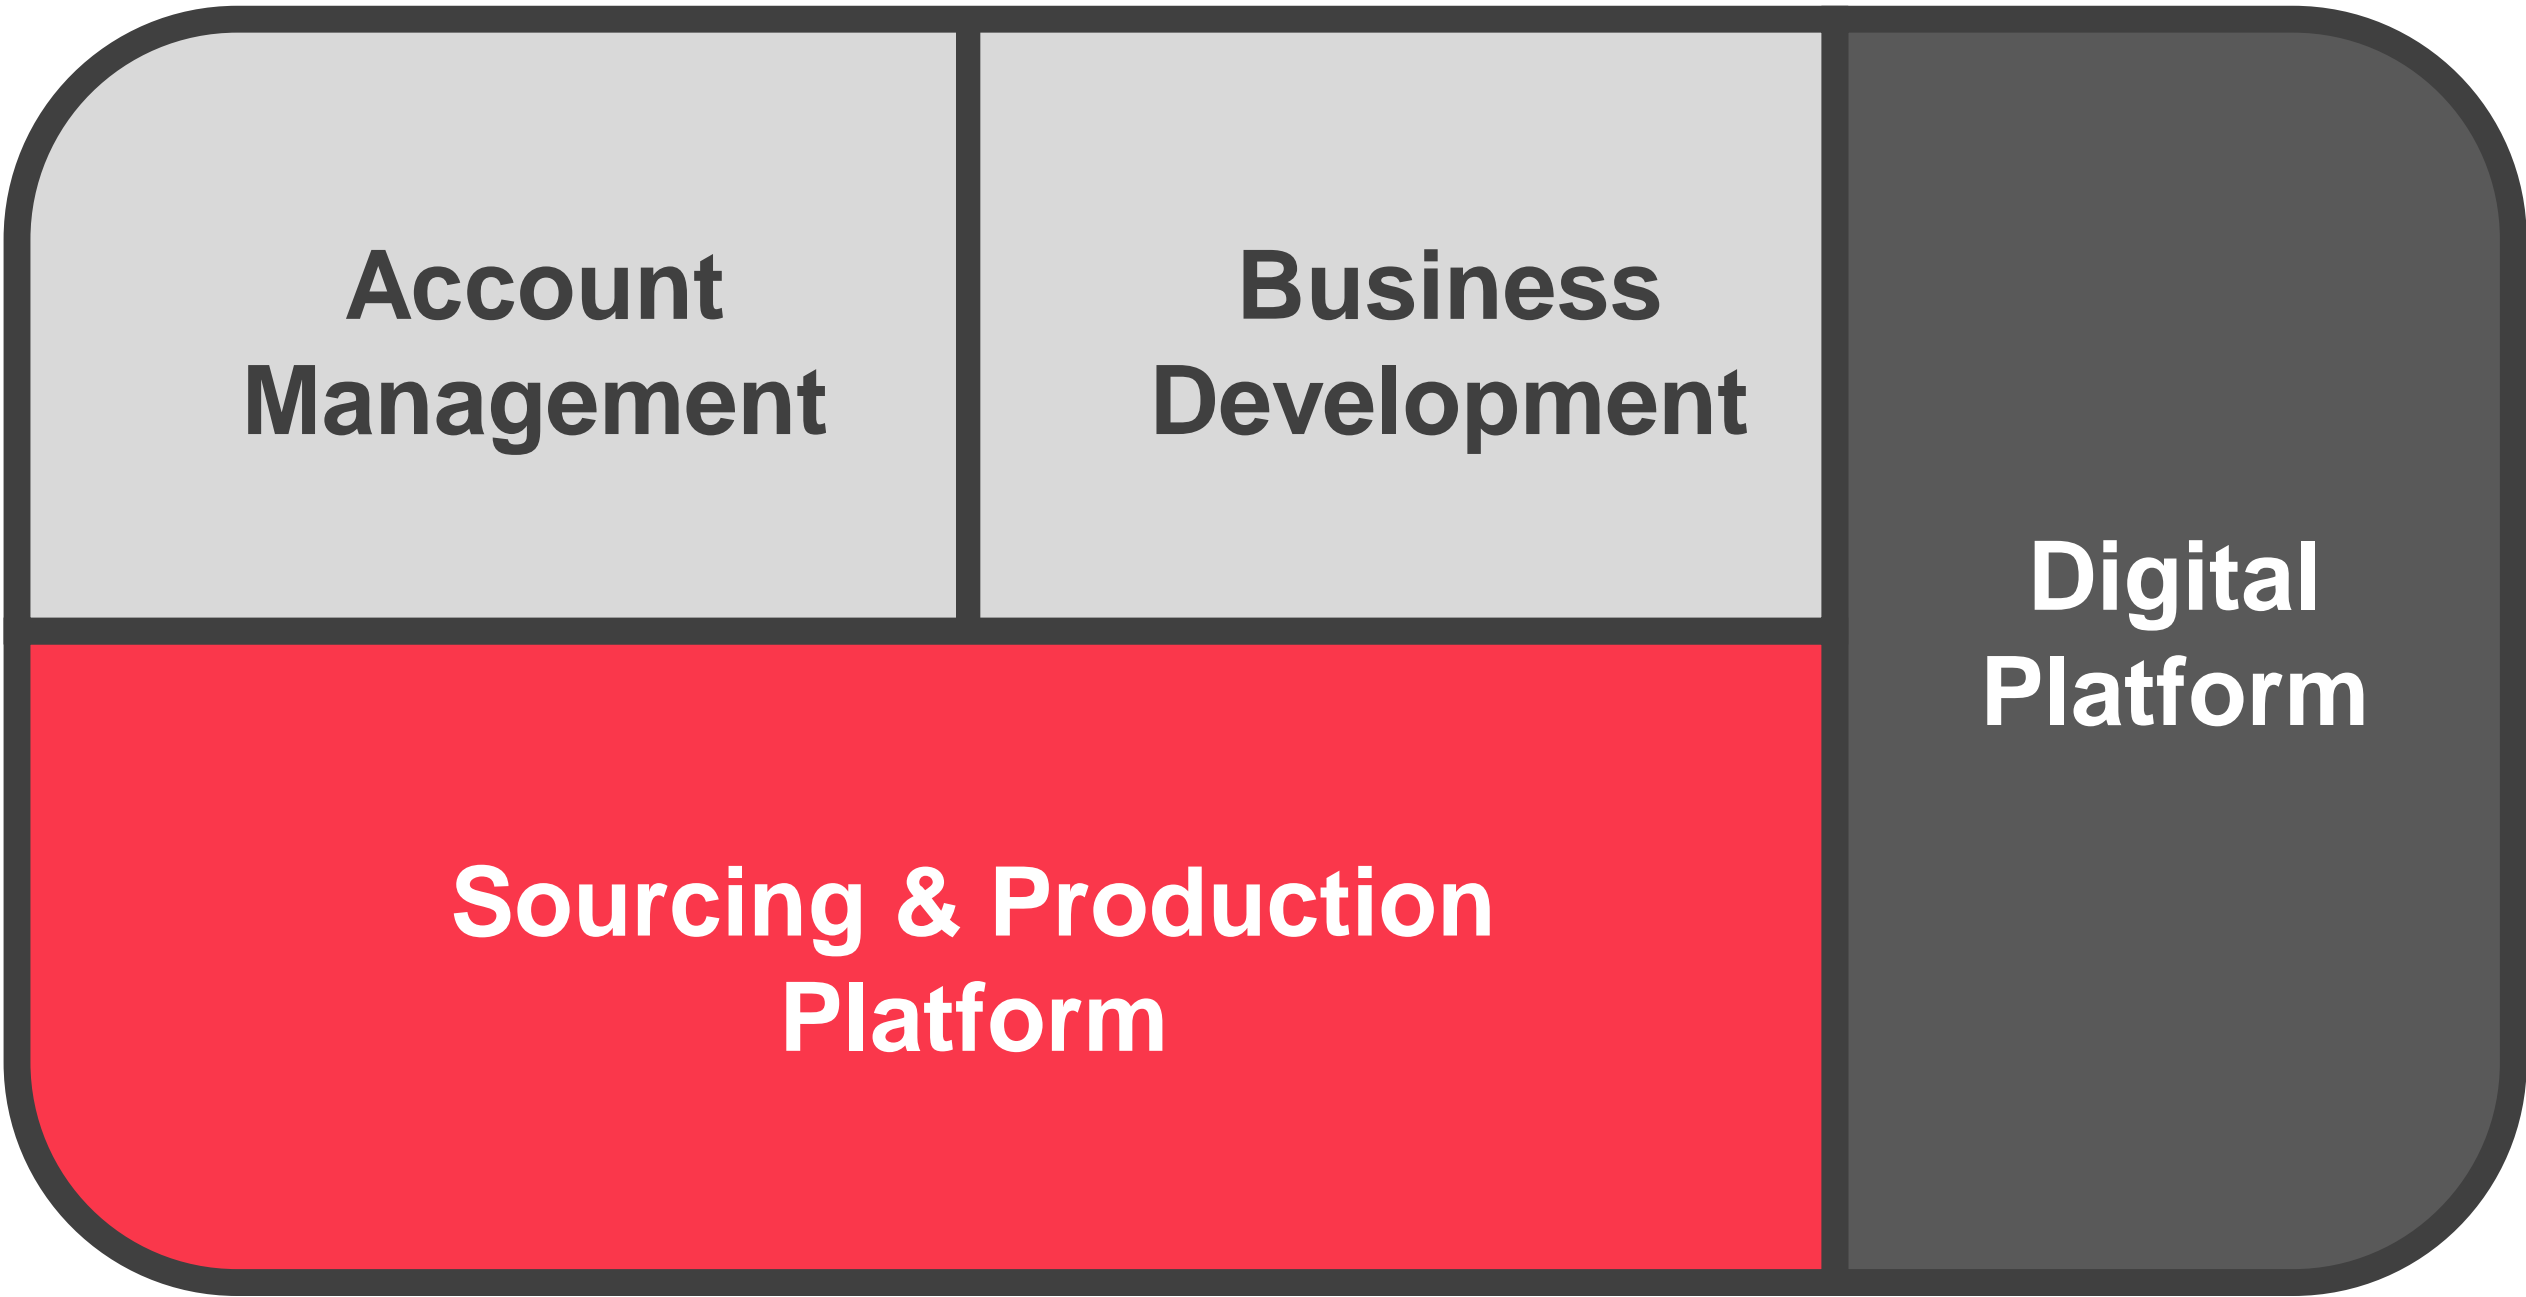 Account
Management
Business
Development
Digital
Platform
Sourcing & Production
Platform